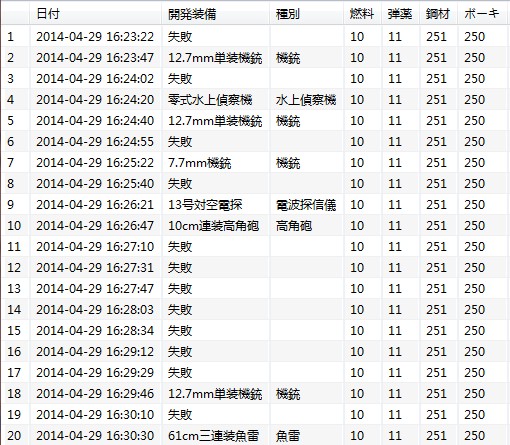 日付 開発装備 種別 燃料 弾薬 鋼材 ボーキ
1 2014-04-29 16:23:22 失敗 10 11 251 250
2 2014-04-29 16:23:47 12.7mm単装機銃 機銃 10 11 251 250
3 2014-04-29 16:24:02 失敗 10 11 251 250
4 2014-04-29 16:24:20 零式水上偵察機 水上偵察機 10 11 251 250
5 2014-04-29 16:24:40 12.7mm単装機銃 機銃 10 11 251 250
6 2014-04-29 16:24:55 失敗 10 11 251 250
7 2014-04-29 16:25:22 7.7mm機銃 機銃 10 11 251 250
8 2014-04-29 16:25:40 失敗 10 11 251 250
9 2014-04-29 16:26:21 13号対空電探 電波探信儀 10 11 251 250
10 2014-04-29 16:26:47 10cm連装高角砲 高角砲 10 11 251 250
11 2014-04-29 16:27:10 失敗 10 11 251 250
12 2014-04-29 16:27:31 失敗 10 11 251 250
13 2014-04-29 16:27:47 失敗 10 11 251 250
14 2014-04-29 16:28:03 失敗 10 11 251 250
15 2014-04-29 16:28:34 失敗 10 11 251 250
16 2014-04-29 16:29:12 失敗 10 11 251 250
17 2014-04-29 16:29:29 失敗 10 11 251 250
18 2014-04-29 16:29:46 12.7mm単装機銃 機銃 10 11 251 250
19 2014-04-29 16:30:10 失敗 10 11 251 250
20 2014-04-29 16:30:30 61cm三連装魚雷 魚雷 10 11 251 250